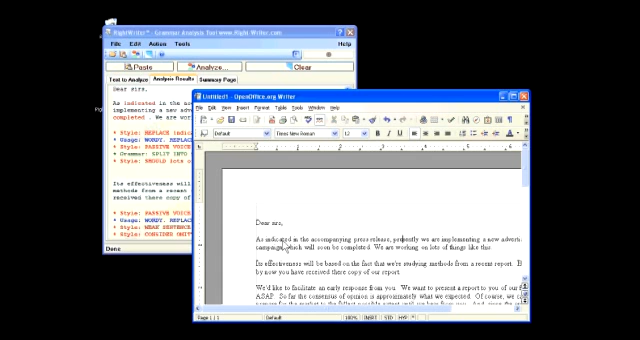 RightWriter* - Grammar Analysis Tool www.Right-Writer.com
File Edit Action Tools Help
Paste Analyze... Clear
Text to Analyze Analysis Results Summary Page
Dear sirs,
As indicated in the
implementing a new
completed . We are
* Style: REPLACE
* Usage: WORDY. REPLACE
* Style: PASSIVE VOICE
* Grammar: SPLIT INTO
* Style: SHOULD
Its effectiveness will
methods from a recent
received there copy of
* Style: PASSIVE
* Usage: WORDY. REPLAC
* Style: WEAK SENTENCE
* Style: CONSIDER
Done
Untitled1 - OpenOffice.org Writer
File Edit View Insert Format Table Tools Window Help
Default Times New Roman 12
Dear sirs,
As indicated in the accompanying press release, presently we are implementing a new advert
campaign which will soon be completed. We are working on lots of things like this.
Its effectiveness will be based on the fact that we're studying methods from a recent report.
by now you have received there copy of our report.
We'd like to facilitate an early response from you. We want to present a report to you of our
ASAP. So far the consensus of opinion is approximately what we expected. Of course, we
Page 1 / 1 Default 100% INSRT STD HYP